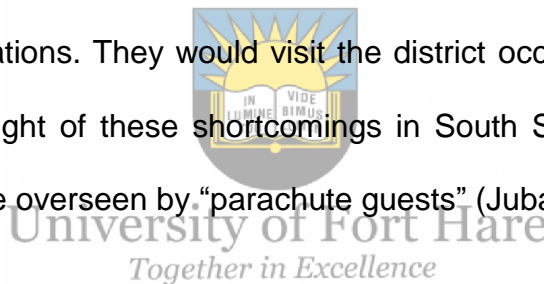 ations. They would visit the district occ
IN VIDE
LUMINE BIMUS
ght of these shortcomings in South S
e overseen by “parachute guests” (Juba
University of Fort Hare
Together in Excellence